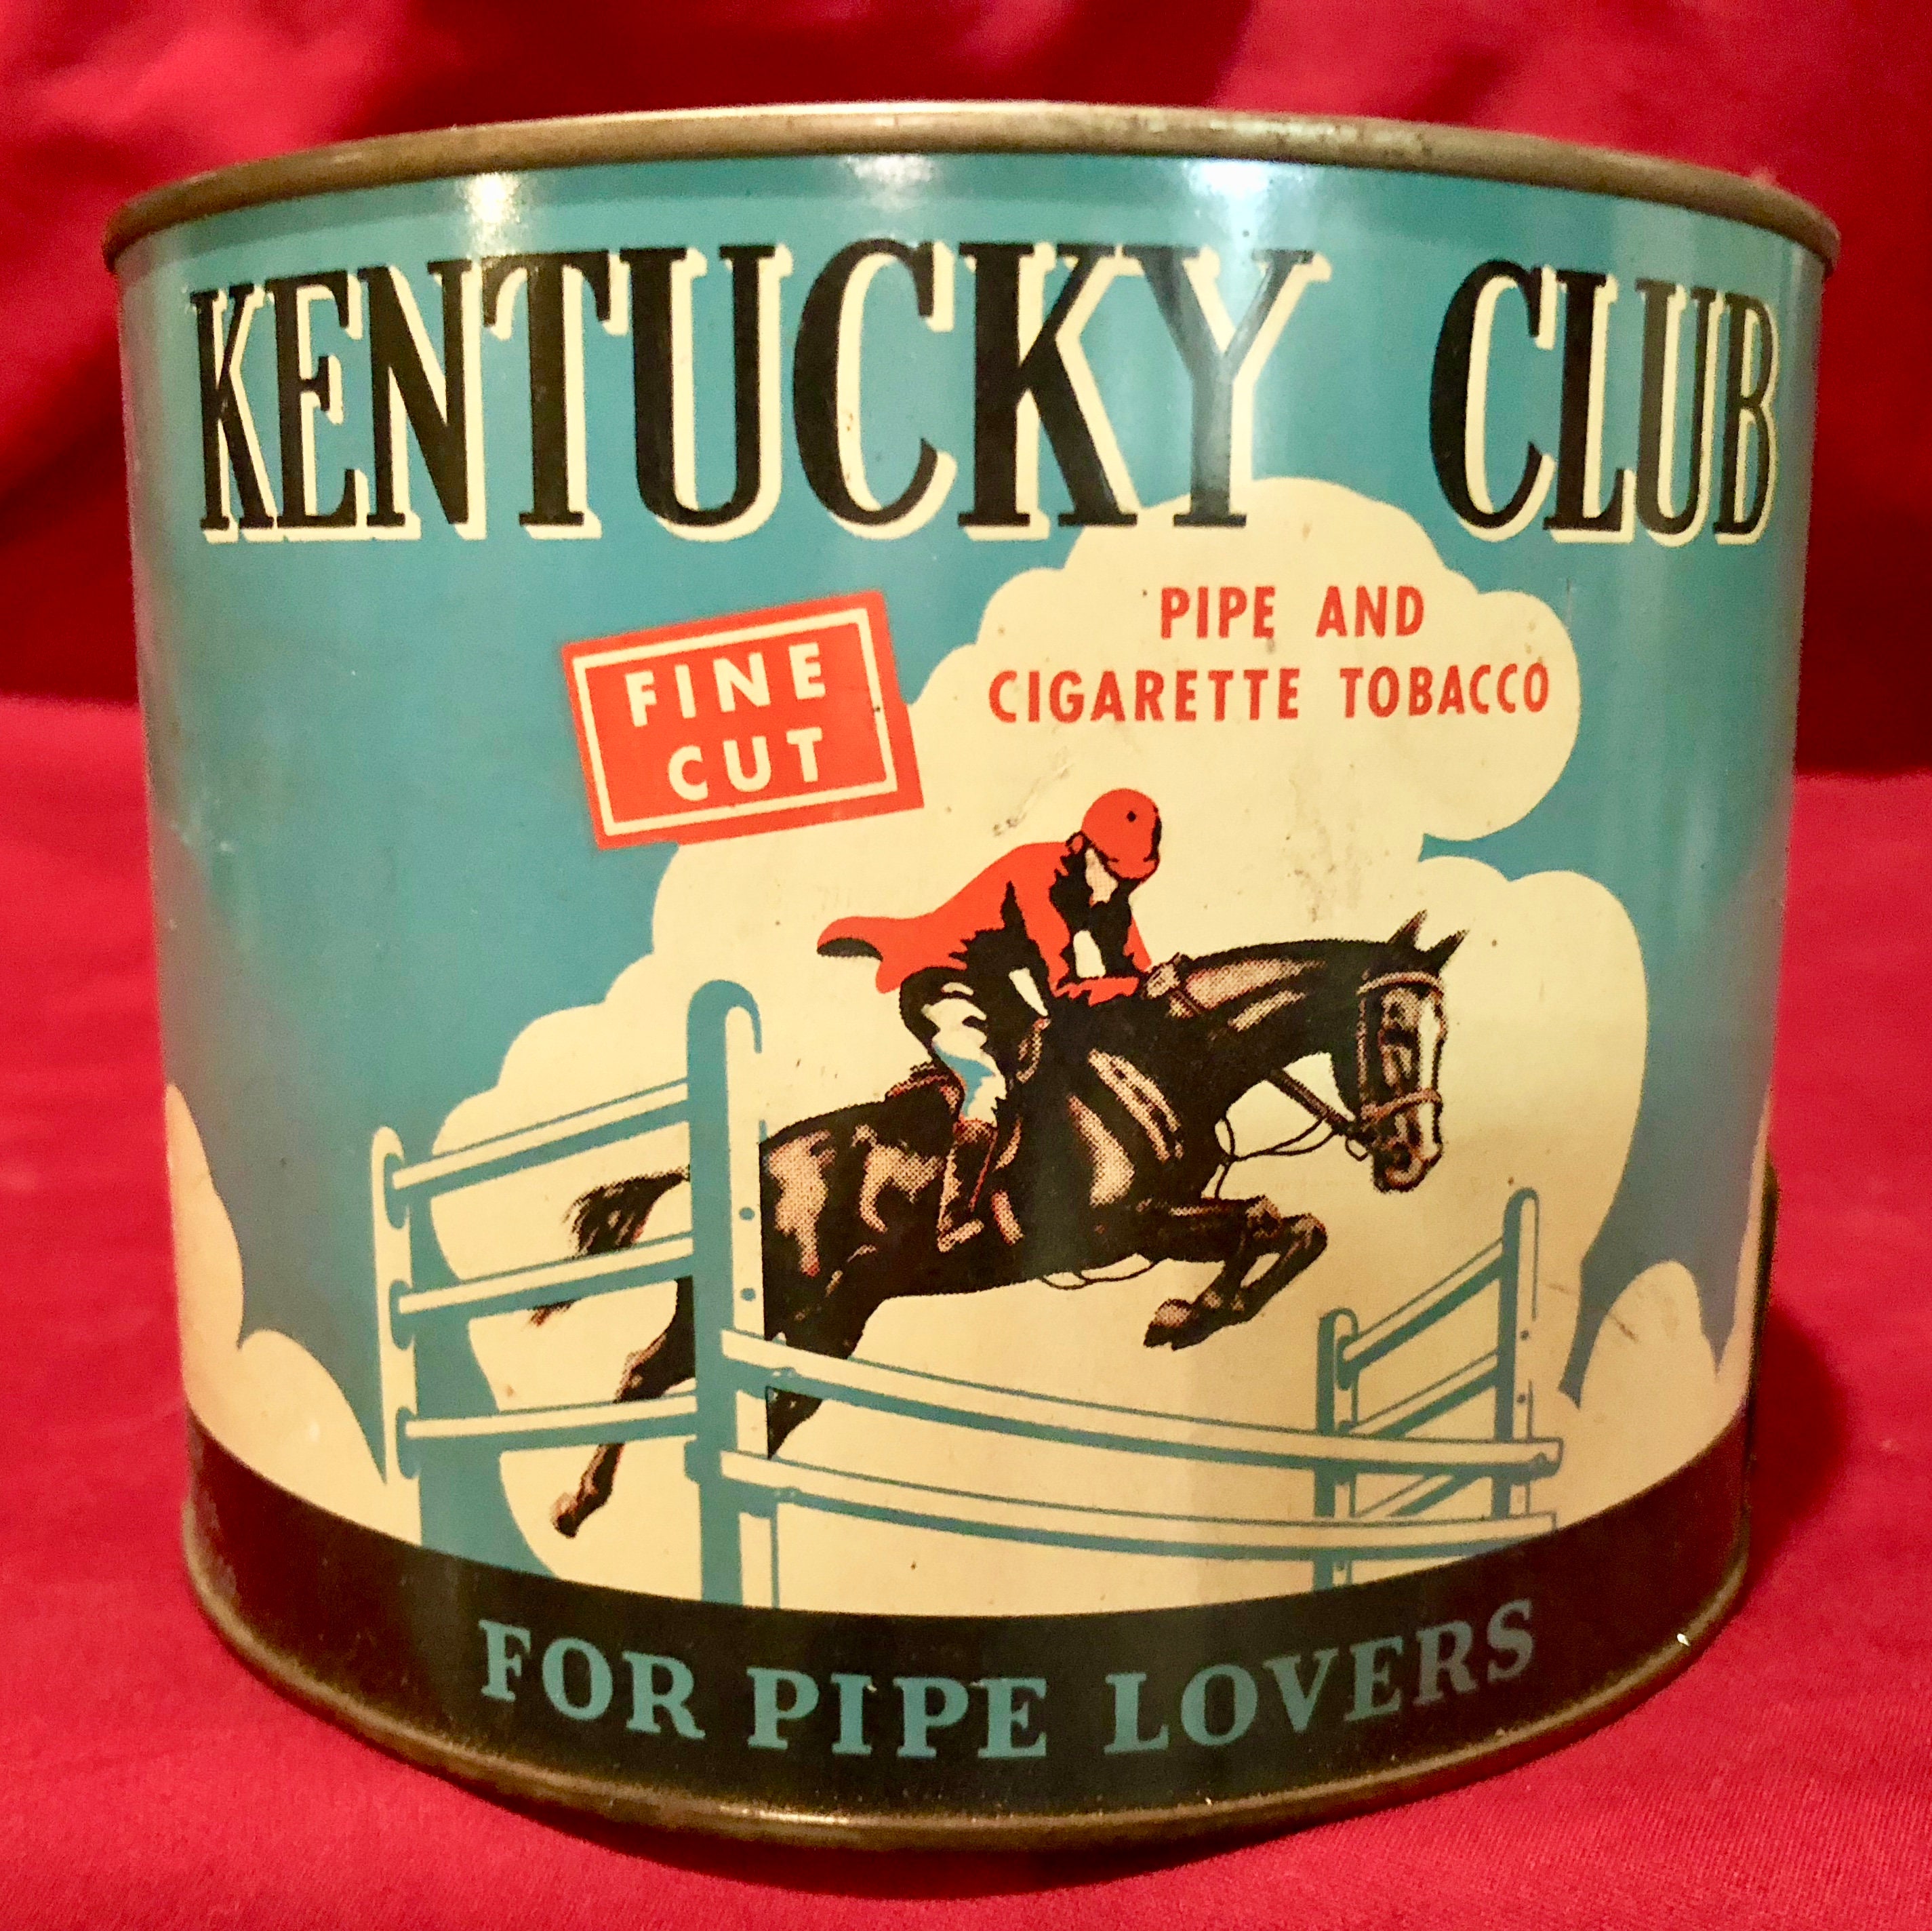 KENTUCKY CLUB
FINE
CUT
PIPE AND
CIGARETTE TOBACCO
FOR PIPE LOVERS